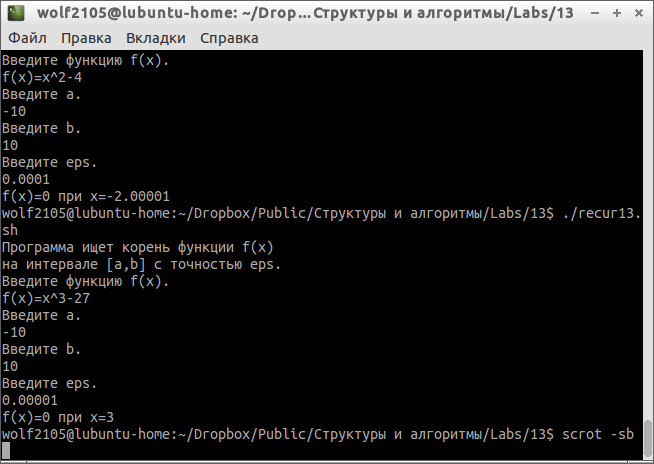 wolf2105@lubuntu-home: ~/Drop...Структуры и алгоритмы/Labs/13
Файл Правка Вкладки Справка
Введите функцию f(x).
f(x)=x^2-4
Введите a.
-10
Введите b.
10
Введите eps.
0.0001
f(x)=0 при x=-2.00001
wolf2105@lubuntu-home:~/Dropbox/Public/Структуры и алгоритмы/Labs/13$ ./recur13.
sh
Программа ищет корень функции f(x)
на интервале [a,b] с точностью eps.
Введите функцию f(x).
f(x)=x^3-27
Введите a.
-10
Введите b.
10
Введите eps.
0.00001
f(x)=0 при x=3
wolf2105@lubuntu-home:~/Dropbox/Public/Структуры и алгоритмы/Labs/13$ scrot -sb